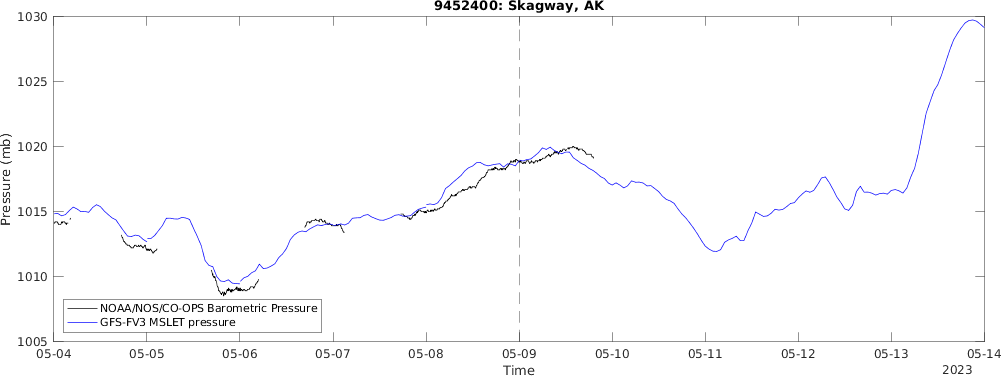 9452400: Skagway, AK
Pressure (mb)
1030
1025
1020
1015
1010
1005
NOAA/NOS/CO-OPS Barometric Pressure
GFS-FV3 MSLET pressure
05-04 05-05 05-06 05-07 05-08 05-09 05-10 05-11 05-12 05-13 05-14
Time
2023